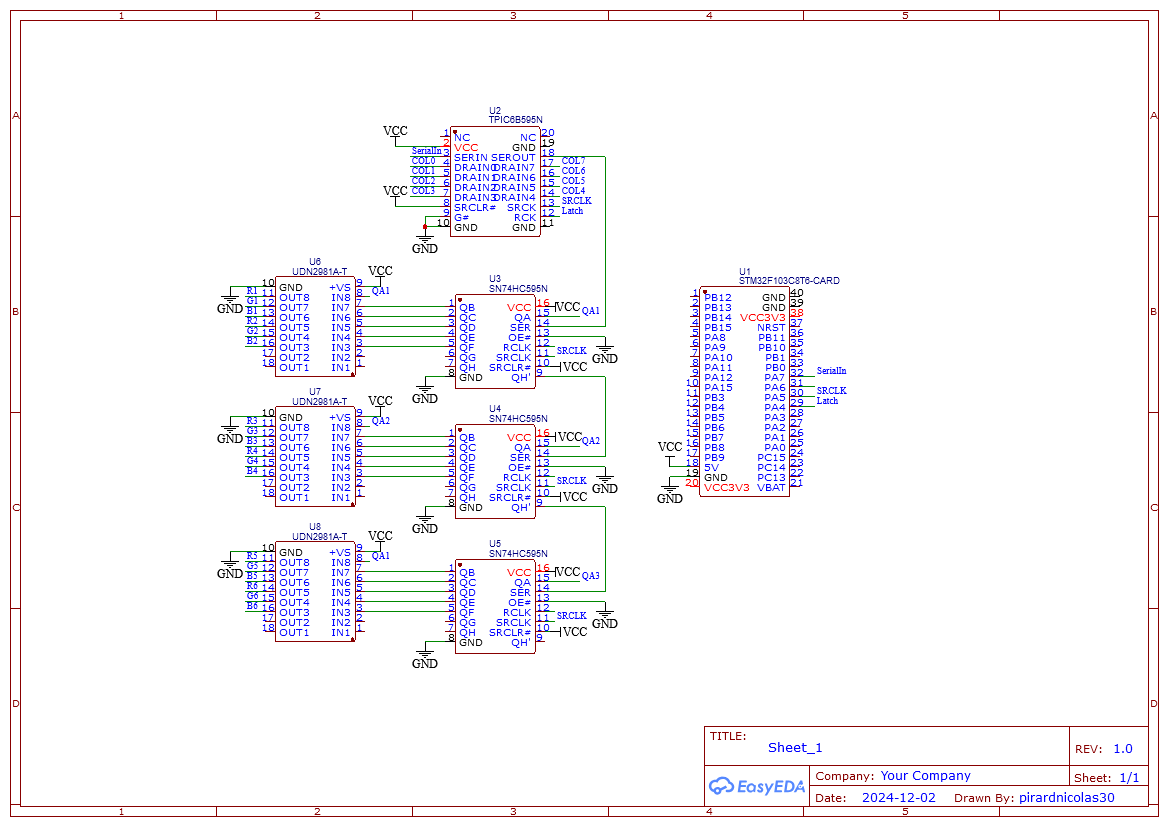 1 2 3 4 5
A A
B B
C C
D D
U2
TPIC6B595N
VCC
1 NC NC 20
2 VCC GND 19
SerialIn 3 SERIN SEROUT 18
COL0 4 DRAIN0 DRAIN7 17 COL7
COL1 5 DRAIN1 DRAIN6 16 COL6
COL2 6 DRAIN2 DRAIN5 15 COL5
VCC COL3 7 DRAIN3 DRAIN4 14 COL4
8 SRCLR# SRCK 13 SRCLK
9 G# RCK 12 Latch
10 GND GND 11
GND
U6
UDN2981A-T
VCC
10 GND +VS 9
R1 11 OUT8 IN8 8 QA1
G1 12 OUT7 IN7 7
B1 13 OUT6 IN6 6
R2 14 OUT5 IN5 5
G2 15 OUT4 IN4 4
B2 16 OUT3 IN3 3
17 OUT2 IN2 2
18 OUT1 IN1 1
GND
U3
SN74HC595N
1 QB VCC 16 VCC
2 QC QA 15 QA1
3 QD SER 14
4 QE OE# 13
5 QF RCLK 12
6 QG SRCLK 11 SRCLK
7 QH SRCLR# 10 VCC
8 GND QH' 9
GND
GND
U7
UDN2981A-T
VCC
10 GND +VS 9
R3 11 OUT8 IN8 8 QA2
G3 12 OUT7 IN7 7
B3 13 OUT6 IN6 6
R4 14 OUT5 IN5 5
G4 15 OUT4 IN4 4
B4 16 OUT3 IN3 3
17 OUT2 IN2 2
18 OUT1 IN1 1
GND
U4
SN74HC595N
1 QB VCC 16 VCC
2 QC QA 15 QA2
3 QD SER 14
4 QE OE# 13
5 QF RCLK 12
6 QG SRCLK 11 SRCLK
7 QH SRCLR# 10 VCC
8 GND QH' 9
GND
GND
U8
UDN2981A-T
VCC
10 GND +VS 9
R5 11 OUT8 IN8 8 QA1
G5 12 OUT7 IN7 7
B5 13 OUT6 IN6 6
R6 14 OUT5 IN5 5
G6 15 OUT4 IN4 4
B6 16 OUT3 IN3 3
17 OUT2 IN2 2
18 OUT1 IN1 1
GND
U5
SN74HC595N
1 QB VCC 16 VCC
2 QC QA 15 QA3
3 QD SER 14
4 QE OE# 13
5 QF RCLK 12
6 QG SRCLK 11 SRCLK
7 QH SRCLR# 10 VCC
8 GND QH' 9
GND
GND
U1
STM32F103C8T6-CARD
1 PB12 GND 40
2 PB13 GND 39
3 PB14 VCC3V3 38
4 PB15 NRST 37
5 PA8 PB11 36
6 PA9 PB10 35
7 PA10 PB1 34
8 PA11 PB0 33
9 PA12 PA7 32 SerialIn
10 PA15 PA6 31
11 PB3 PA5 30 SRCLK
12 PB4 PA4 29 Latch
13 PB5 PA3 28
14 PB6 PA2 27
15 PB7 PA1 26
16 PB8 PA0 25
17 PB9 PC15 24
VCC 18 5V PC14 23
19 GND PC13 22
20 VCC3V3 VBAT 21
GND
TITLE:
Sheet_1
REV: 1.0
EasyEDA
Company: Your Company
Sheet: 1/1
Date: 2024-12-02 Drawn By: pirardnicolas30
1 2 3 4 5